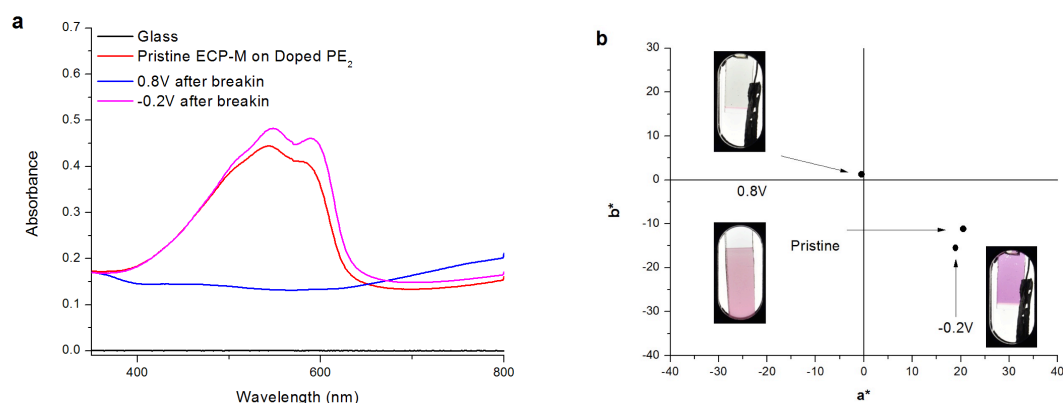 a
0.7
0.6
0.5
0.4
0.3
0.2
0.1
0.0
Absorbance
Glass
Pristine ECP-M on Doped PE2
0.8V after breakin
-0.2V after breakin
400
600
800
Wavelength (nm)
b
30
20
10
0
-10
-20
-30
-40
b*
0.8V
Pristine
-0.2V
-40
-30
-20
-10
0
10
20
30
40
a*